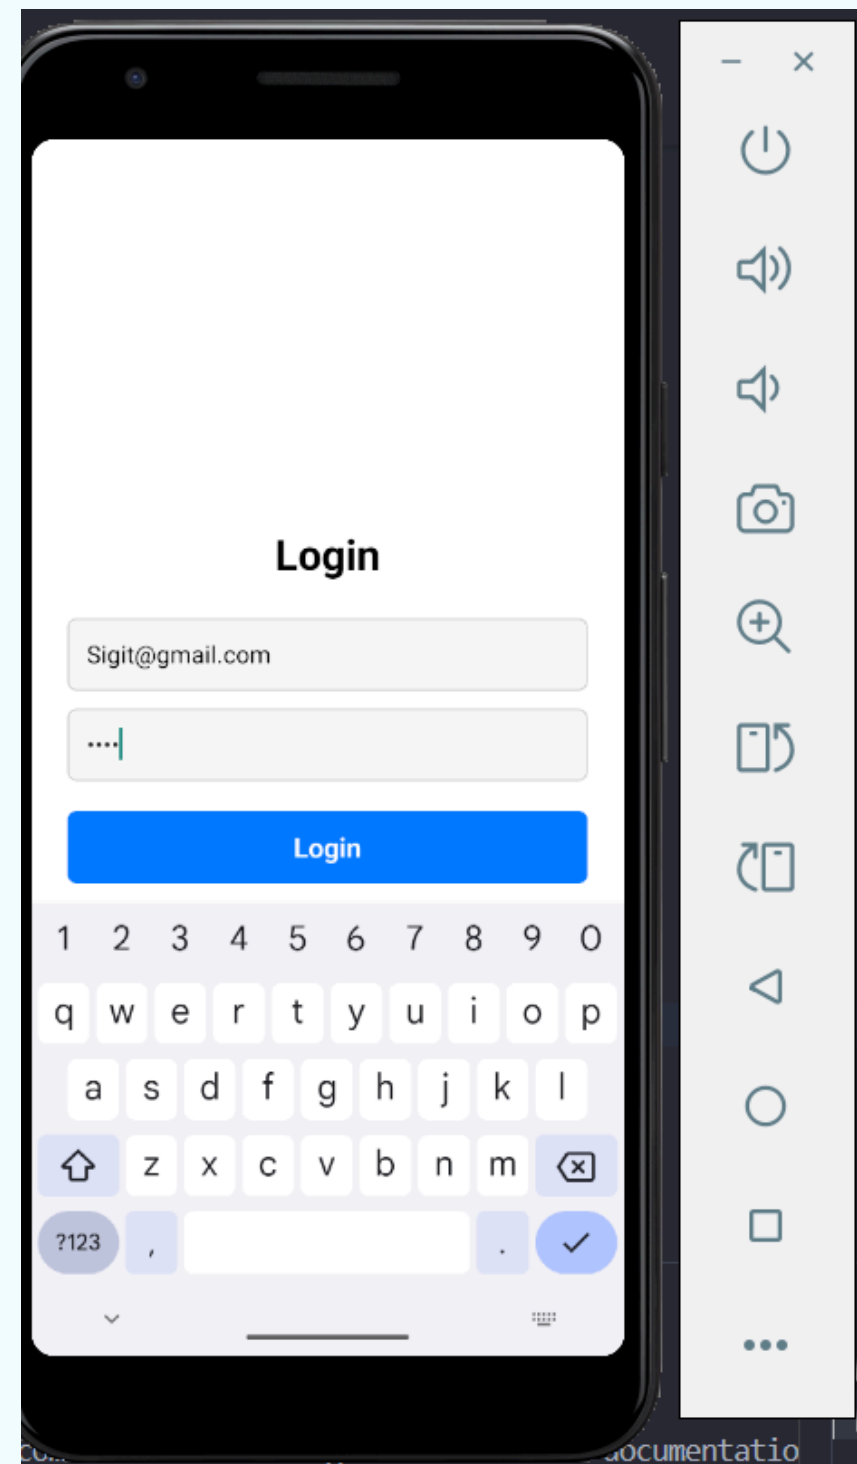 Login
Sigit@gmail.com
••••
Login
1 2 3 4 5 6 7 8 9 0
q w e r t y u i o p
a s d f g h j k l
z x c v b n m
?123 , .
documentatio